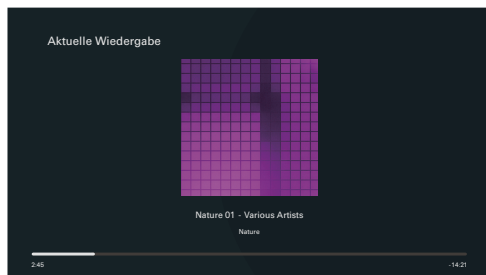 Aktuelle Wiedergabe
Nature 01 - Various Artists
Nature
2:45
-14:21